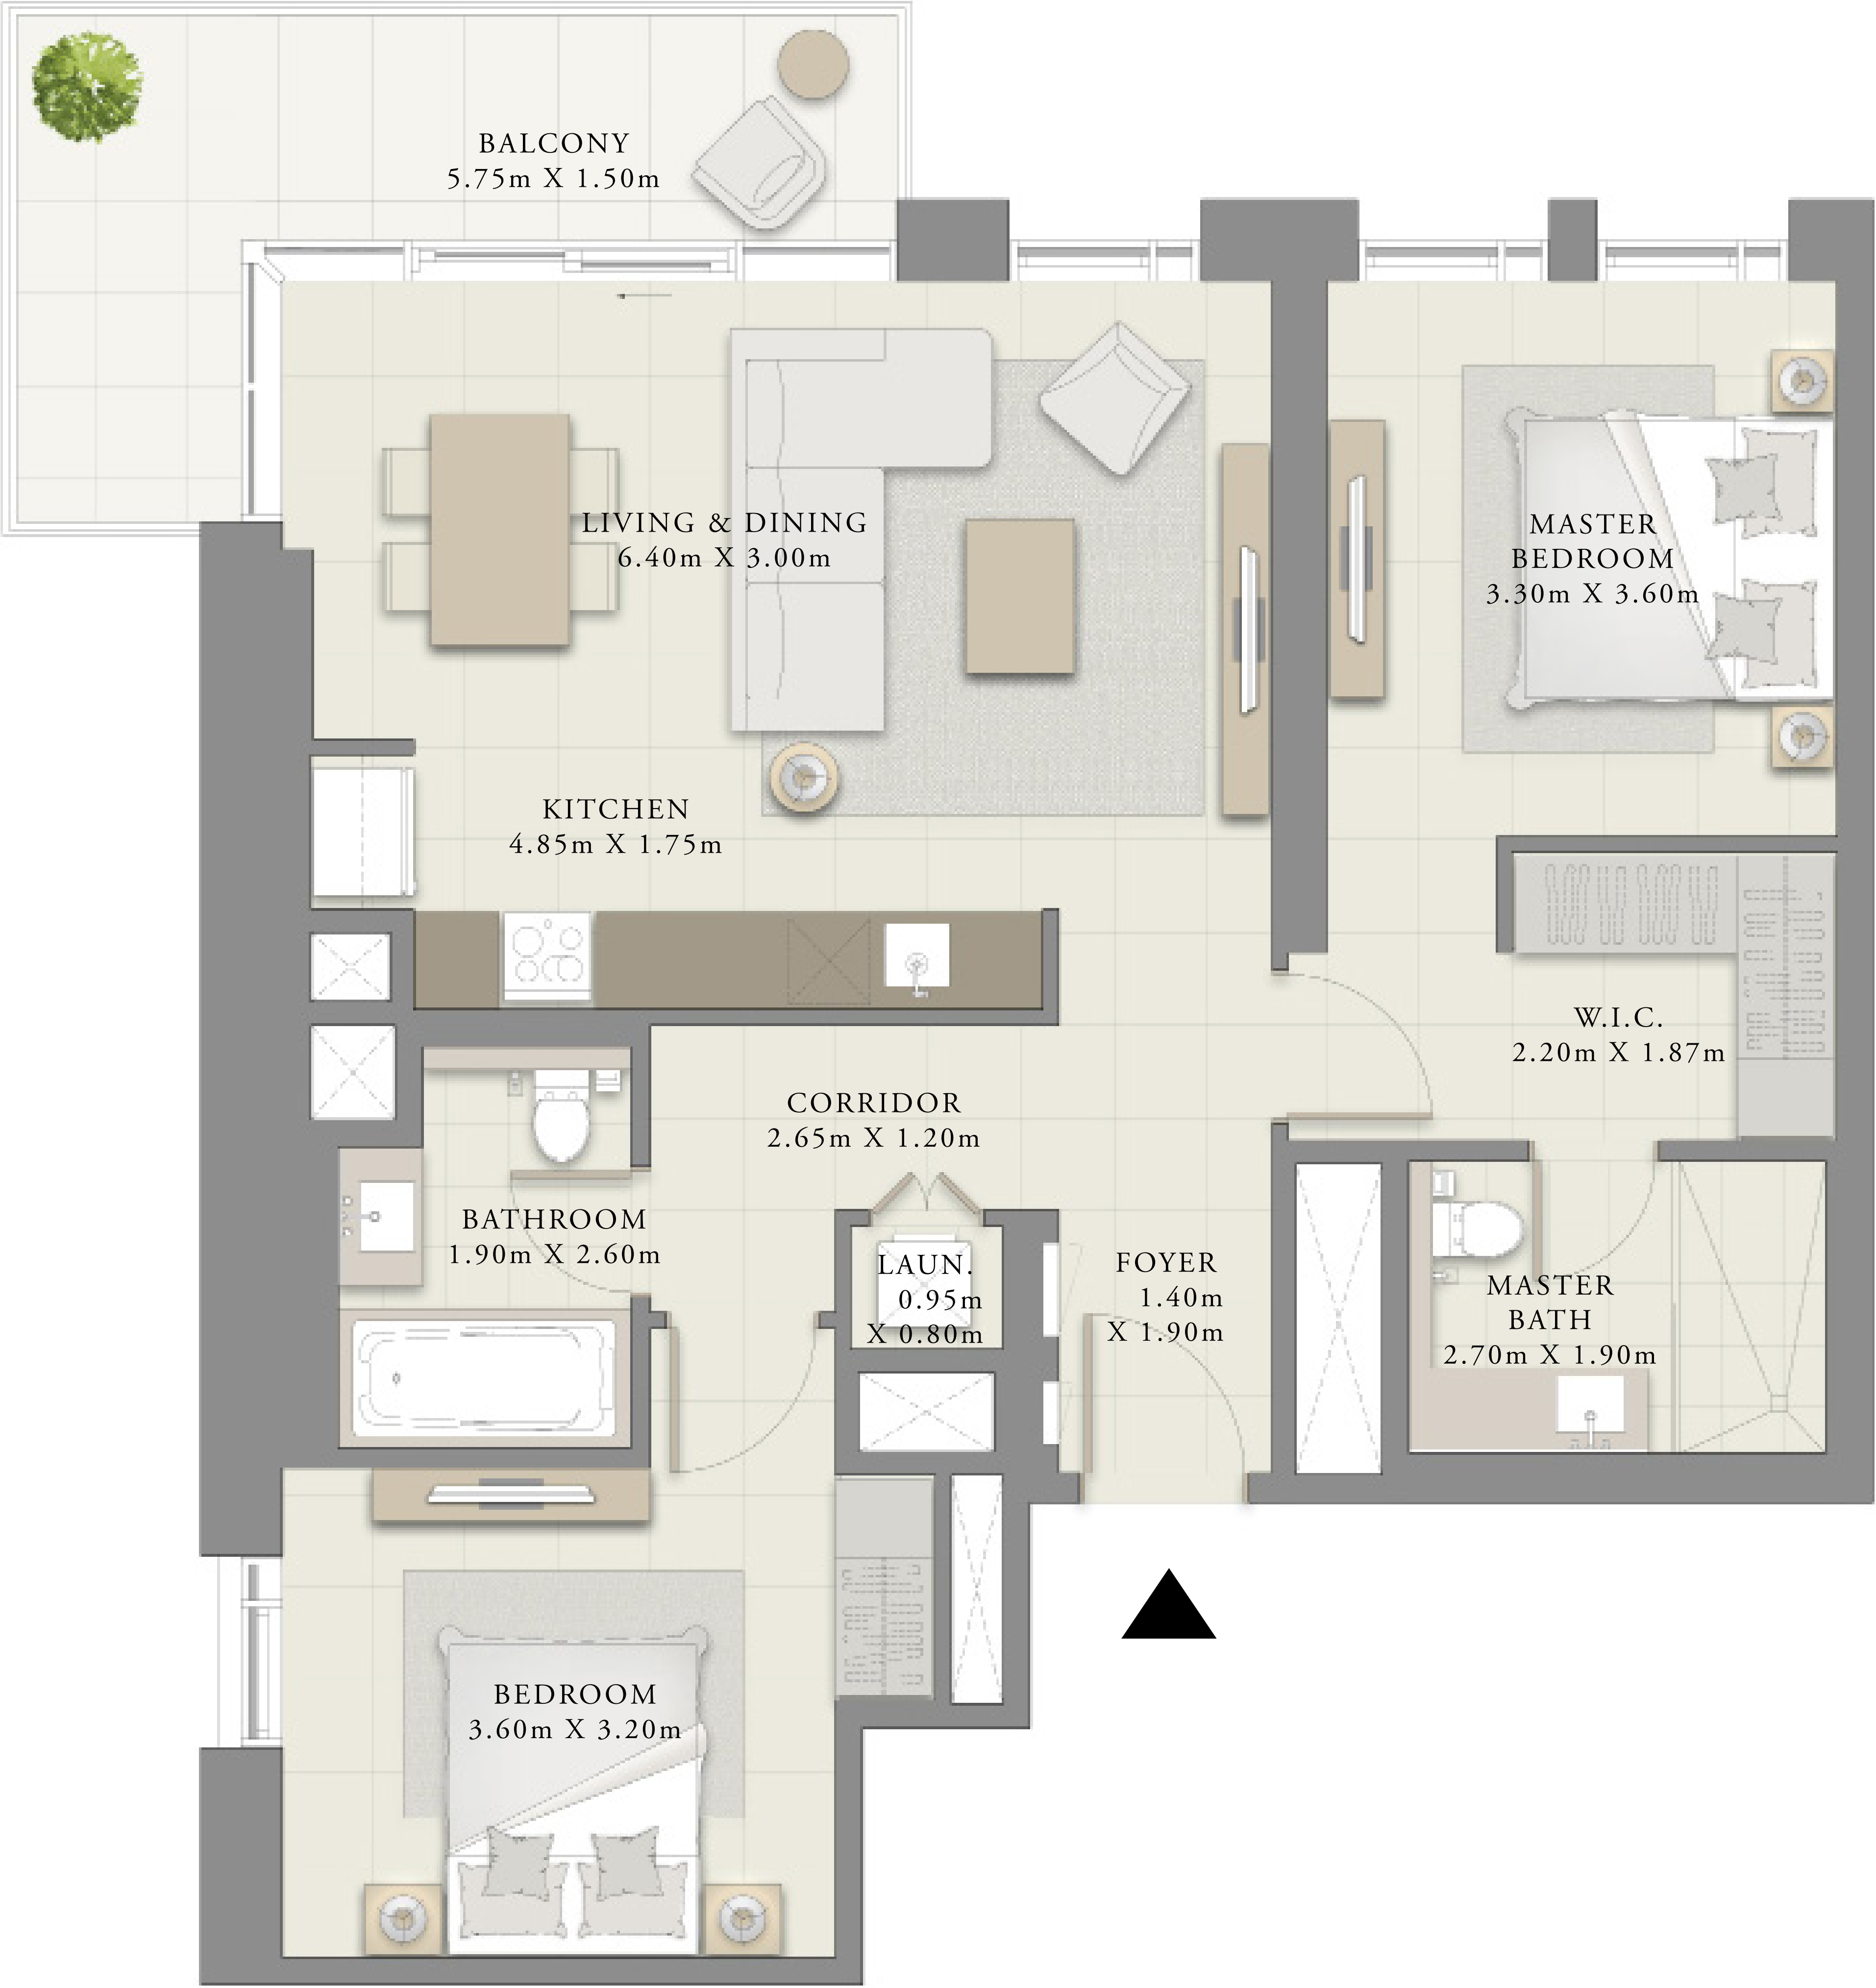 BALCONY
5.75m X 1.50m
LIVING & DINING
6.40m X 3.00m
MASTER
BEDROOM
3.30m X 3.60m
KITCHEN
4.85m X 1.75m
W.I.C.
2.20m X 1.87m
CORRIDOR
2.65m X 1.20m
BATHROOM
1.90m X 2.60m
LAUN.
0.95m
X 0.80m
FOYER
1.40m
X 1.90m
MASTER
BATH
2.70m X 1.90m
BEDROOM
3.60m X 3.20m